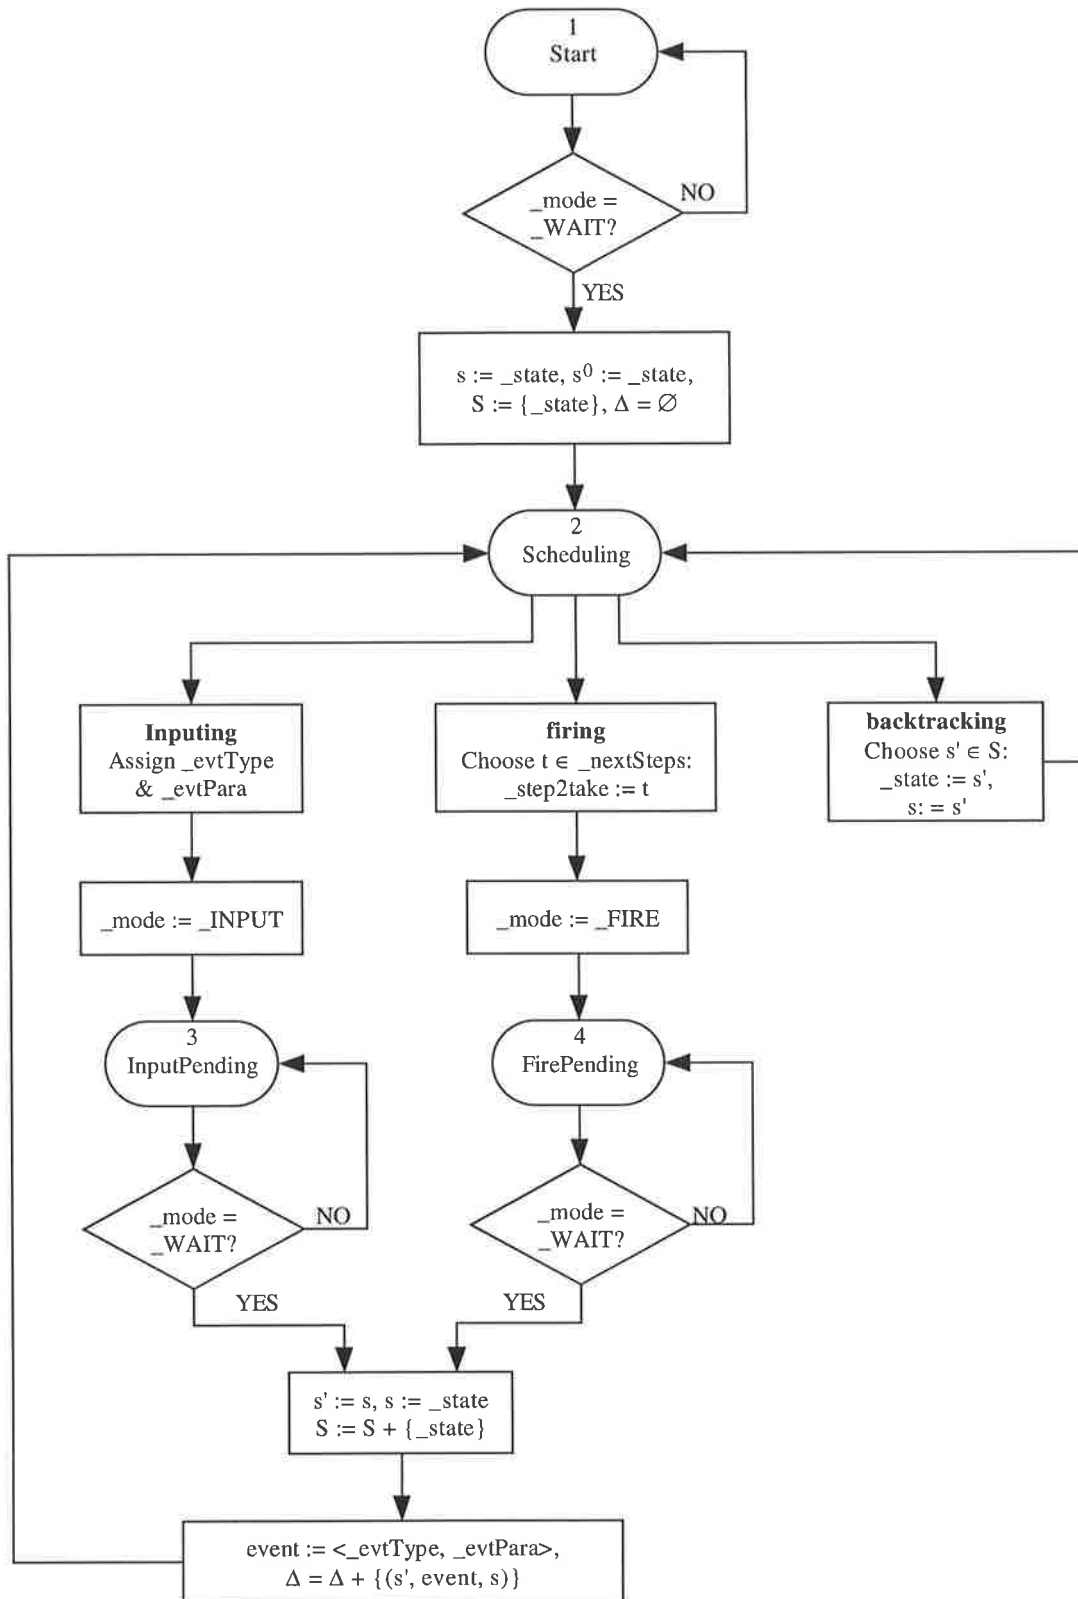 1
Start
_mode =
_WAIT?
NO
YES
s := _state, s⁰ := _state,
S := {_state}, Δ = ∅
2
Scheduling
Inputing
Assign _evtType
& _evtPara
firing
Choose t ∈ _nextSteps:
_step2take := t
backtracking
Choose s' ∈ S:
_state := s',
s: = s'
_mode := _INPUT
_mode := _FIRE
3
InputPending
4
FirePending
_mode =
_WAIT?
NO
_mode =
_WAIT?
NO
YES
YES
s' := s, s := _state
S := S + {_state}
event := <_evtType, _evtPara>,
Δ = Δ + {(s', event, s)}